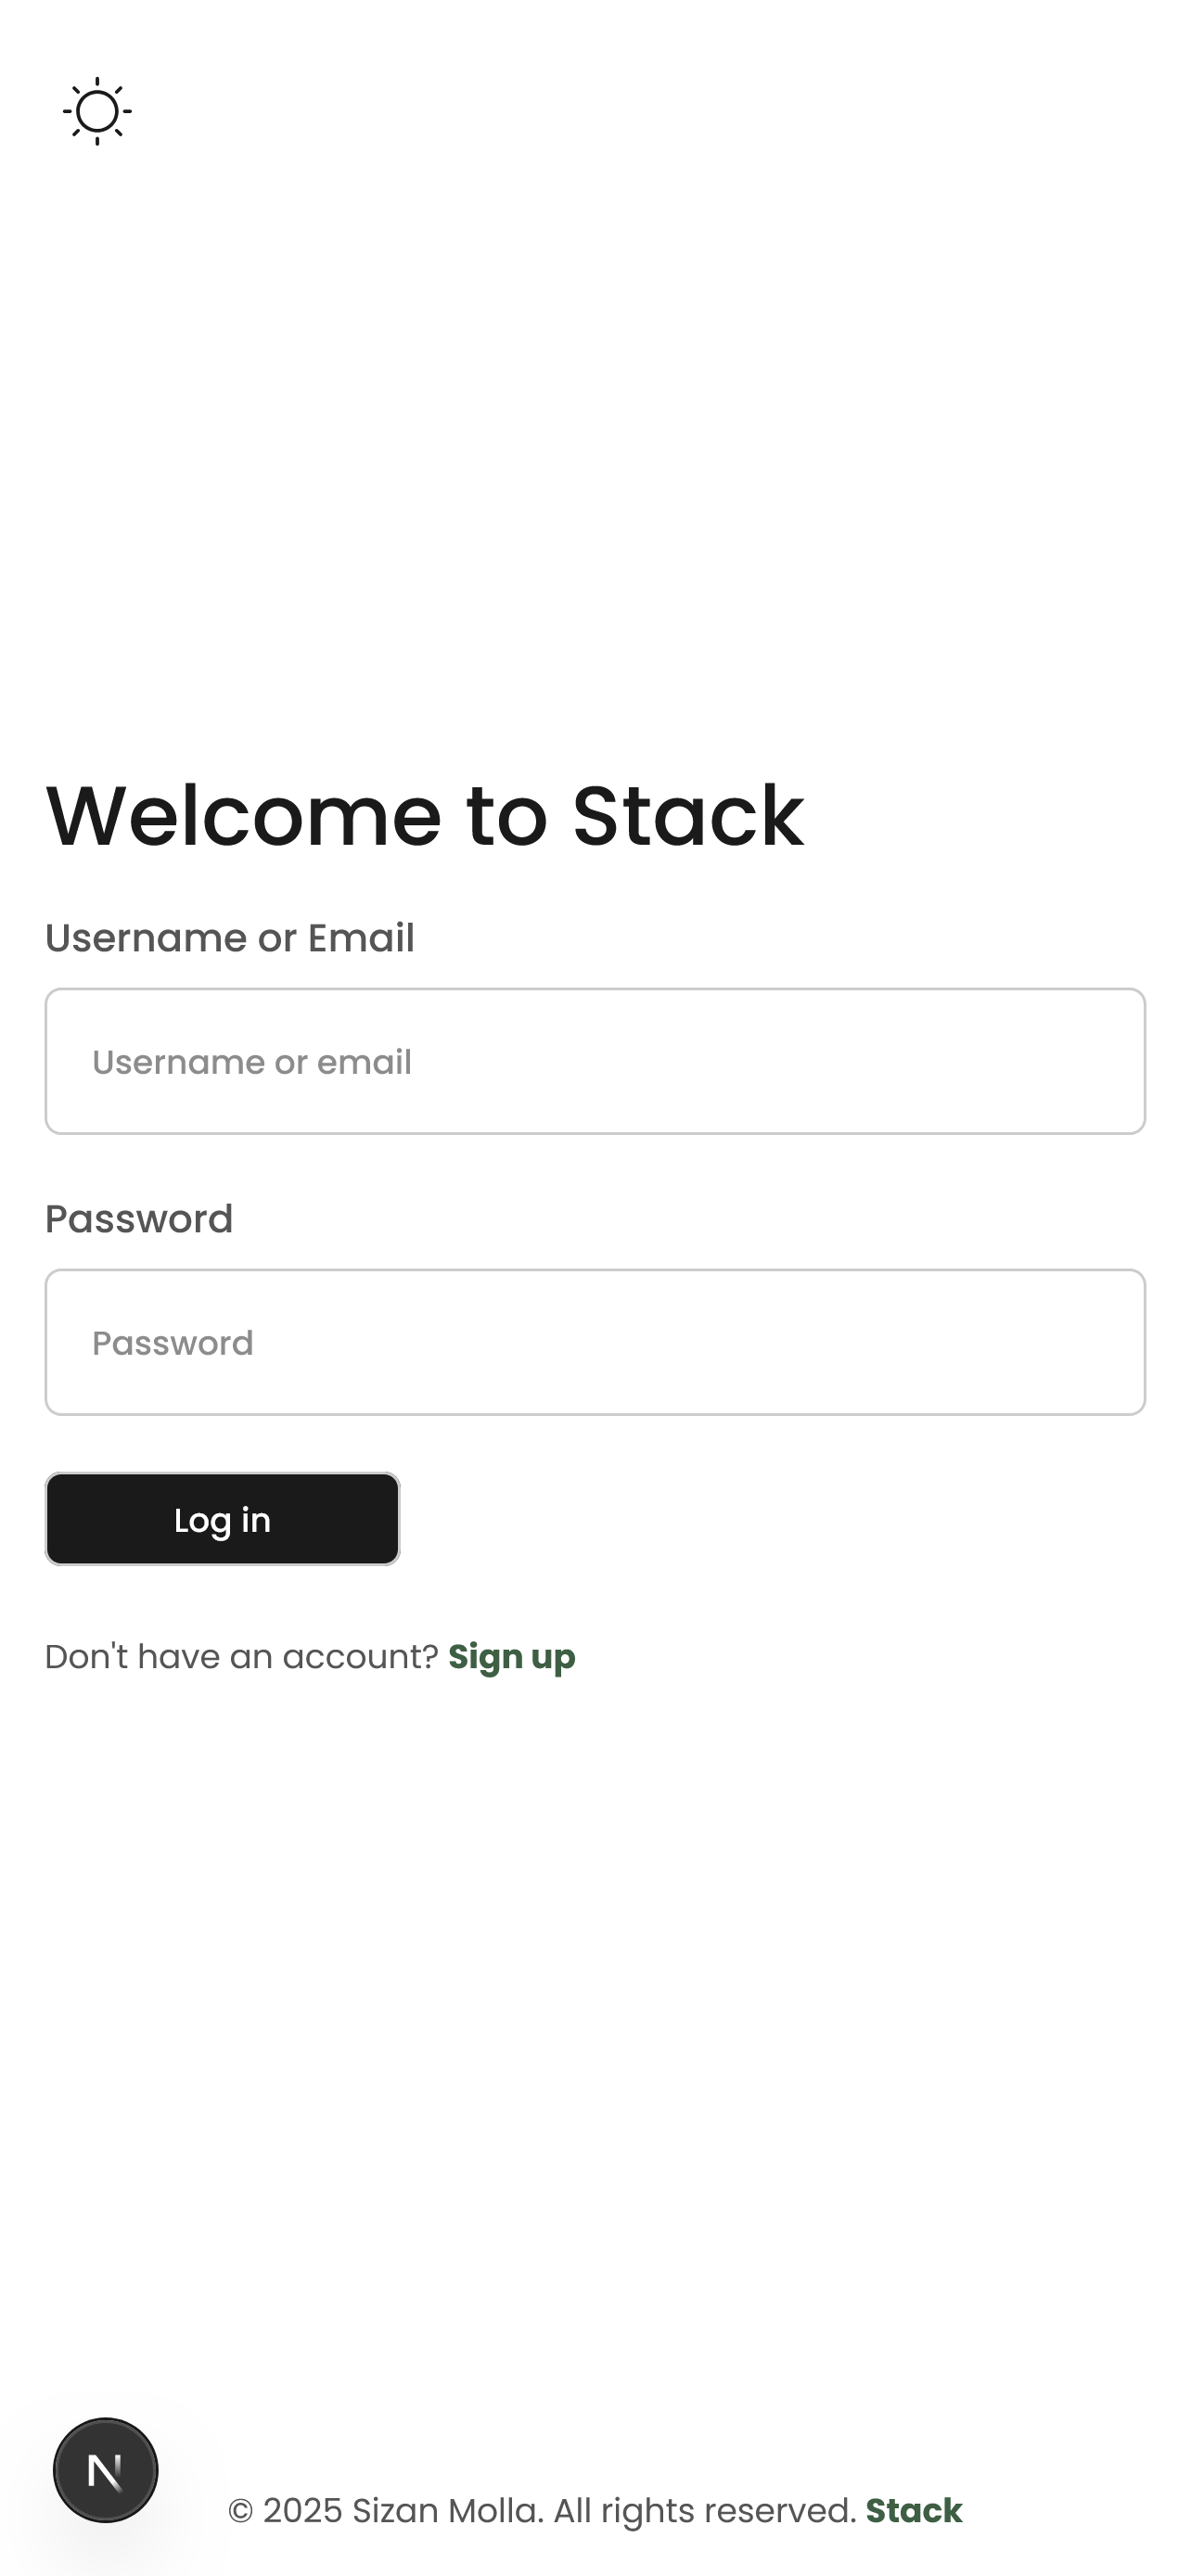 Welcome to Stack
Username or Email
Username or email
Password
Password
Log in
Don't have an account? Sign up
N
© 2025 Sizan Molla. All rights reserved. Stack